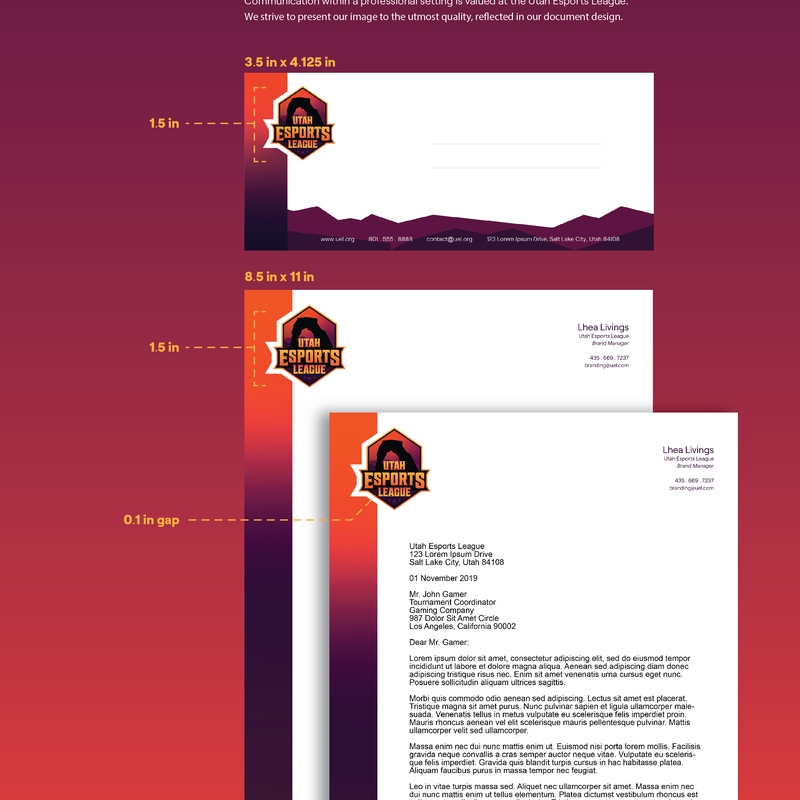 Communication within a professional setting is valued at the Utah Esports League.
We strive to present our image to the utmost quality, reflected in our document design.
3.5 in x 4.125 in
1.5 in
UTAH
ESPORTS
LEAGUE
www.uel.org 801 . 555 . 8888 contact@uel.org 123 Lorem Ipsum Drive, Salt Lake City, Utah 84108
8.5 in x 11 in
1.5 in
UTAH
ESPORTS
LEAGUE
Lhea Livings
Utah Esports League
Brand Manager
435 . 669 . 7237
branding@uel.org
UTAH
ESPORTS
LEAGUE
Lhea Livings
Utah Esports League
Brand Manager
435 . 669 . 7237
branding@uel.org
0.1 in gap
Utah Esports League
123 Lorem Ipsum Drive
Salt Lake City, Utah 84108
01 November 2019
Mr. John Gamer
Tournament Coordinator
Gaming Company
987 Dolor Sit Amet Circle
Los Angeles, California 90002
Dear Mr. Gamer:
Lorem ipsum dolor sit amet, consectetur adipiscing elit, sed do eiusmod tempor
incididunt ut labore et dolore magna aliqua. Aenean sed adipiscing diam donec
adipiscing tristique risus nec. Enim sit amet venenatis urna cursus eget nunc.
Posuere sollicitudin aliquam ultrices sagittis.
Morbi quis commodo odio aenean sed adipiscing. Lectus sit amet est placerat.
Tristique magna sit amet purus. Nunc pulvinar sapien et ligula ullamcorper male-
suada. Venenatis tellus in metus vulputate eu scelerisque felis imperdiet proin.
Mauris rhoncus aenean vel elit scelerisque mauris pellentesque pulvinar. Mattis
ullamcorper velit sed ullamcorper.
Massa enim nec dui nunc mattis enim ut. Euismod nisi porta lorem mollis. Facilisis
gravida neque convallis a cras semper auctor neque vitae. Vulputate eu sceleris-
que felis imperdiet. Gravida quis blandit turpis cursus in hac habitasse platea.
Aliquam faucibus purus in massa tempor nec feugiat.
Leo in vitae turpis massa sed. Aliquet nec ullamcorper sit amet. Massa enim nec
dui nunc mattis enim ut tellus elementum. Platea dictumst vestibulum rhoncus est